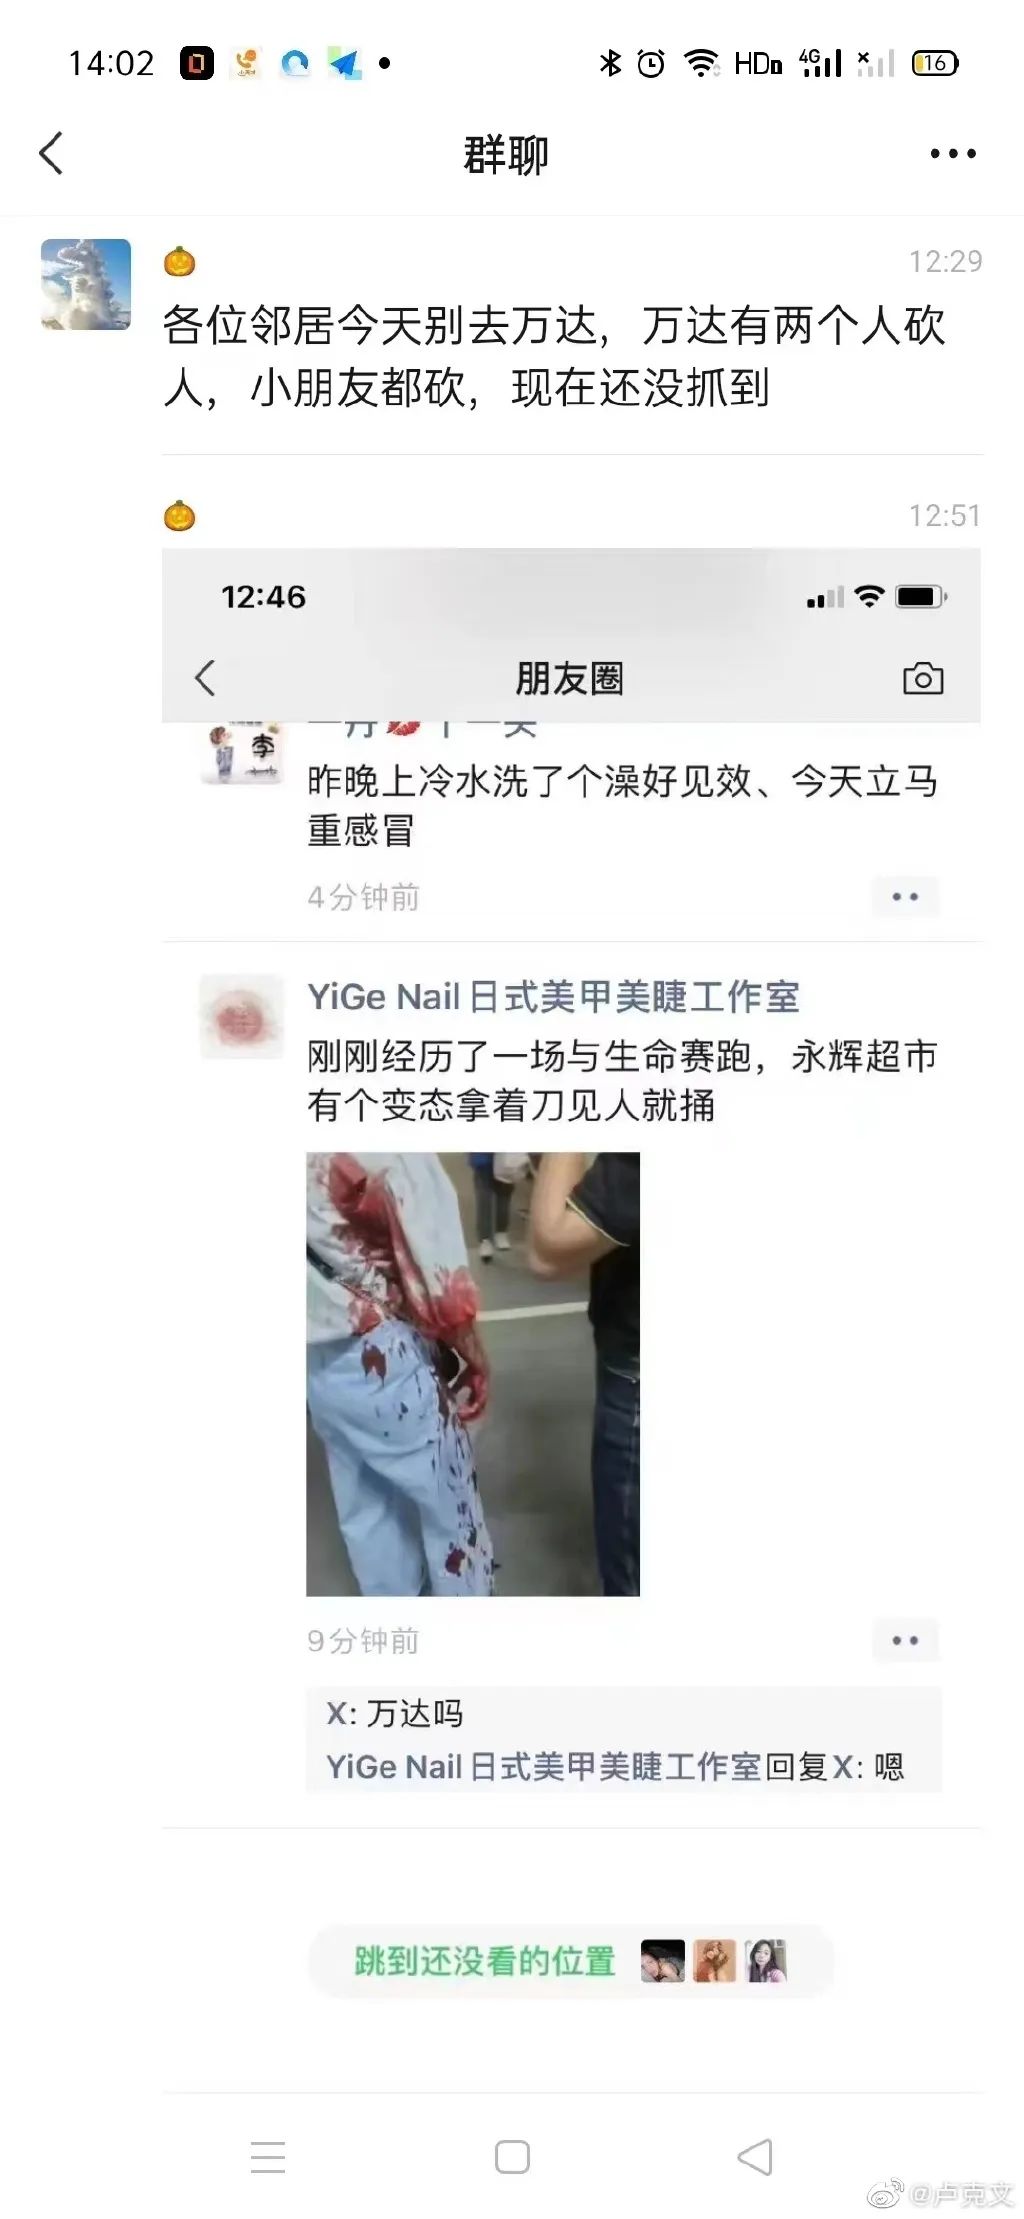 14:02
HD
4G
16
群聊
12:29
各位邻居今天别去万达，万达有两个人砍
人，小朋友都砍，现在还没抓到
12:51
12:46
朋友圈
李
昨晚上冷水洗了个澡好见效、今天立马
重感冒
4分钟前
YiGe Nail日式美甲美睫工作室
刚刚经历了一场与生命赛跑，永辉超市
有个变态拿着刀见人就捅
9分钟前
X: 万达吗
YiGe Nail日式美甲美睫工作室回复X: 嗯
跳到还没看的位置
@卢克文